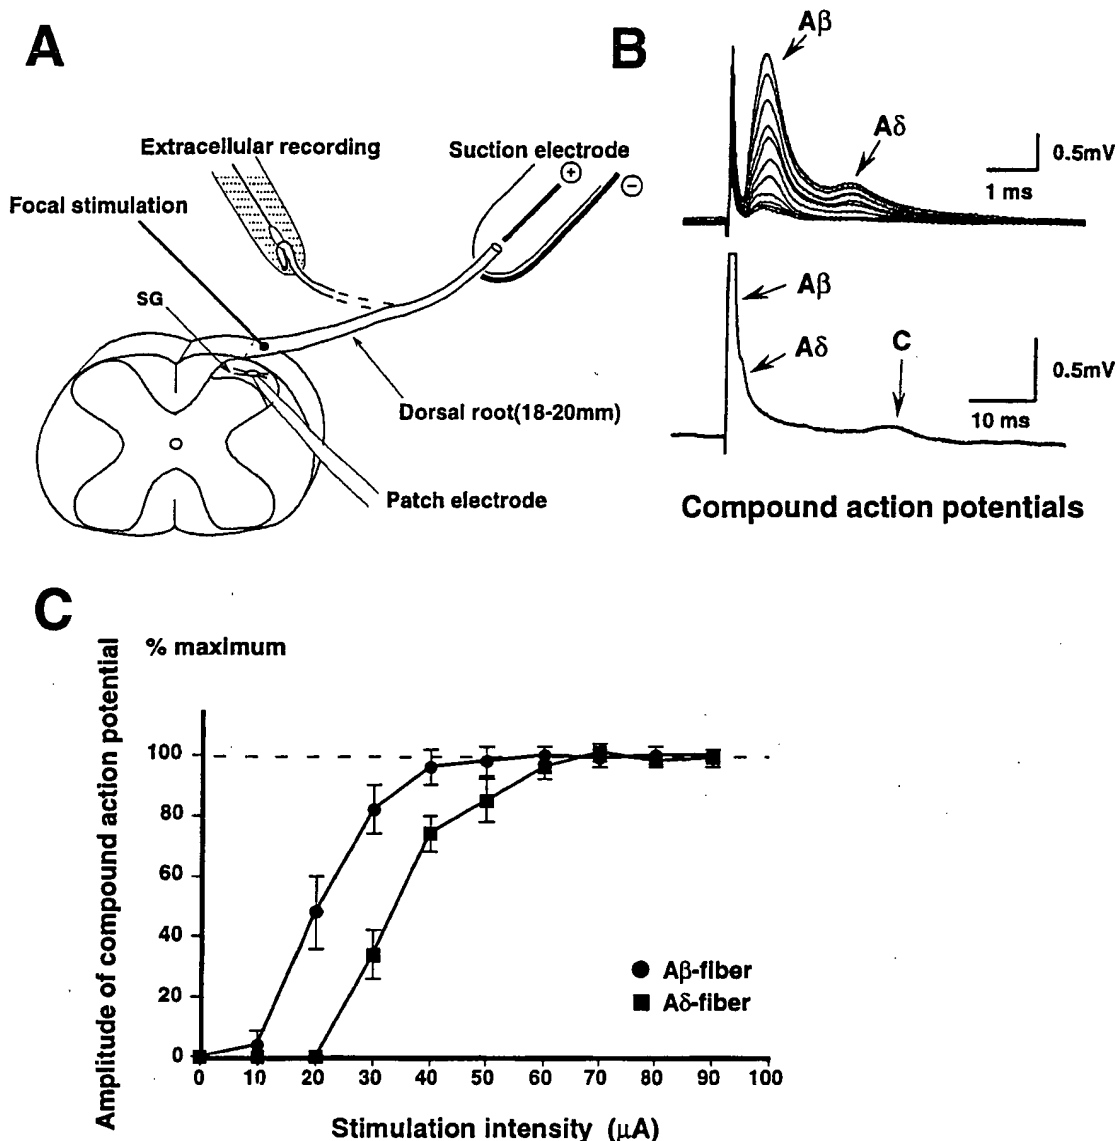 A
Extracellular recording
Suction electrode
+
−
Focal stimulation
SG
Dorsal root(18-20mm)
Patch electrode
B
Aβ
Aδ
0.5mV
1 ms
Aβ
Aδ
C
0.5mV
10 ms
Compound action potentials
C
% maximum
Amplitude of compound action potential
100
80
60
40
20
0
0 10 20 30 40 50 60 70 80 90 100
Aβ-fiber
Aδ-fiber
Stimulation intensity (μA)